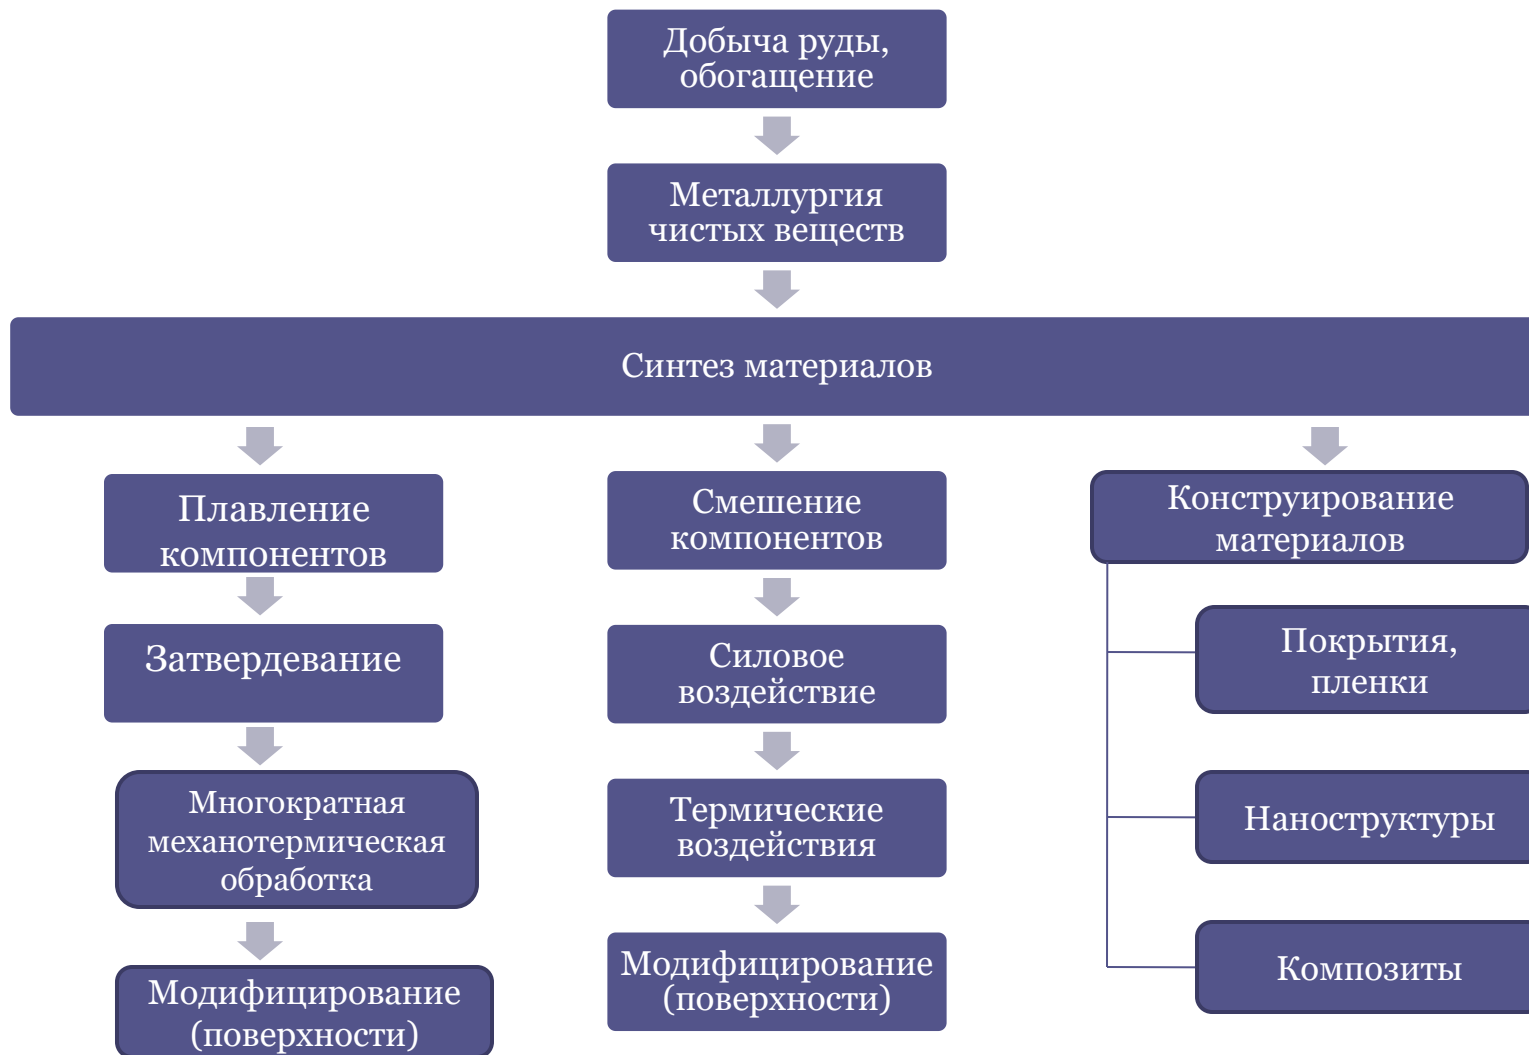 Добыча руды,
обогащение
Металлургия
чистых веществ
Синтез материалов
Плавление
компонентов
Затвердевание
Многократная
механотермическая
обработка
Модифицирование
(поверхности)
Смешение
компонентов
Силовое
воздействие
Термические
воздействия
Модифицирование
(поверхности)
Конструирование
материалов
Покрытия,
пленки
Наноструктуры
Композиты